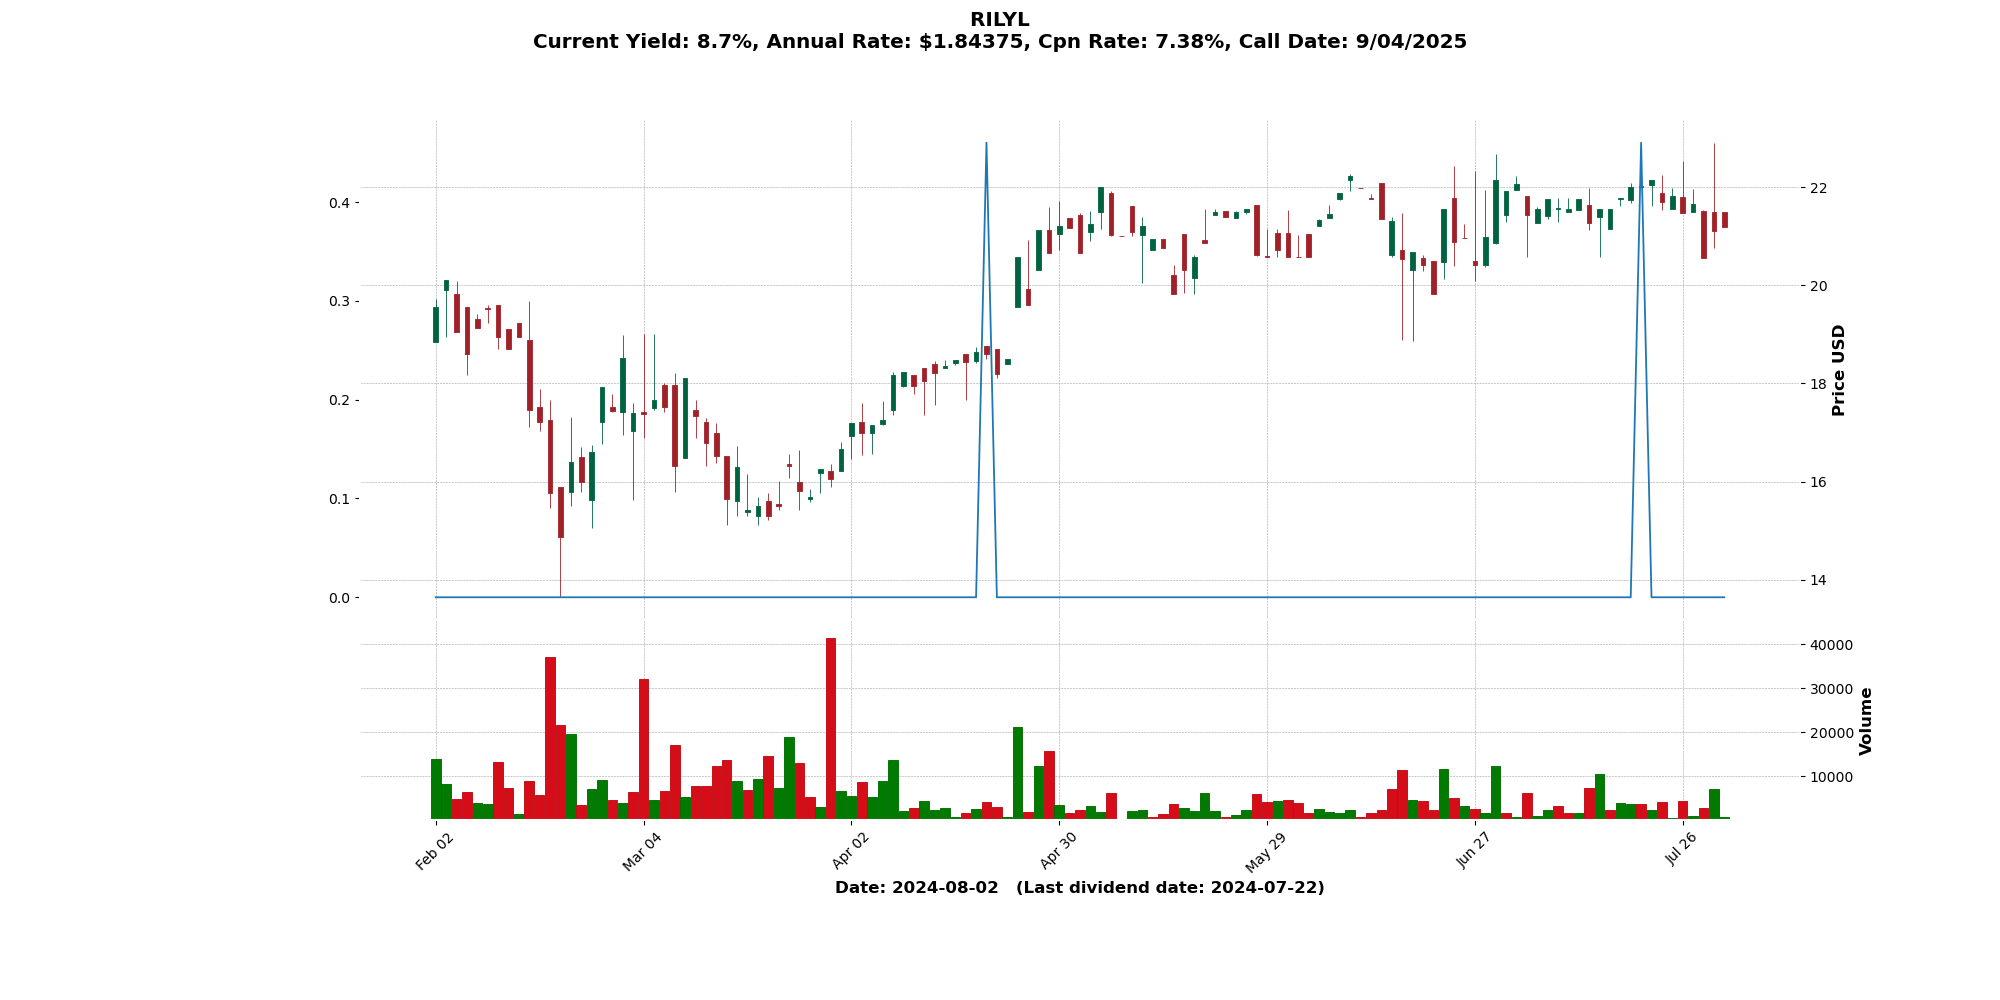 RILYL
Current Yield: 8.7%, Annual Rate: $1.84375, Cpn Rate: 7.38%, Call Date: 9/04/2025
0.4
0.3
0.2
0.1
0.0
22
20
18
16
14
Price USD
40000
30000
20000
10000
Volume
Feb 02
Mar 04
Apr 02
Apr 30
May 29
Jun 27
Jul 26
Date: 2024-08-02 (Last dividend date: 2024-07-22)